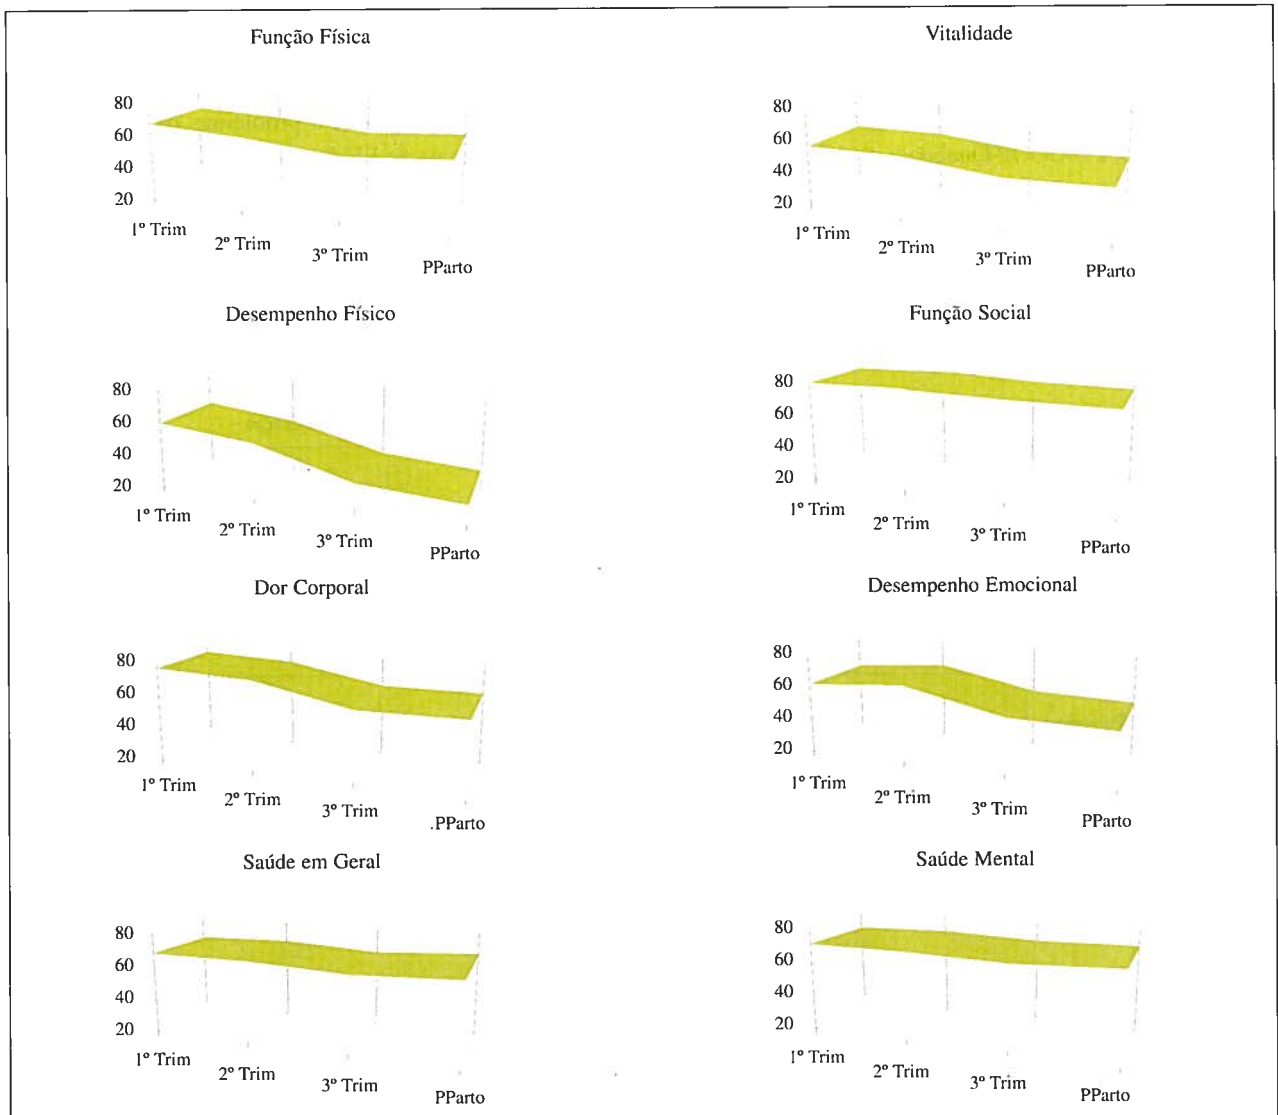 Função Física
80
60
40
20
1º Trim
2º Trim
3º Trim
PParto
Vitalidade
80
60
40
20
1º Trim
2º Trim
3º Trim
PParto
Desempenho Físico
80
60
40
20
1º Trim
2º Trim
3º Trim
PParto
Função Social
80
60
40
20
1º Trim
2º Trim
3º Trim
PParto
Dor Corporal
80
60
40
20
1º Trim
2º Trim
3º Trim
.PParto
Desempenho Emocional
80
60
40
20
1º Trim
2º Trim
3º Trim
PParto
Saúde em Geral
80
60
40
20
1º Trim
2º Trim
3º Trim
PParto
Saúde Mental
80
60
40
20
1º Trim
2º Trim
3º Trim
PParto